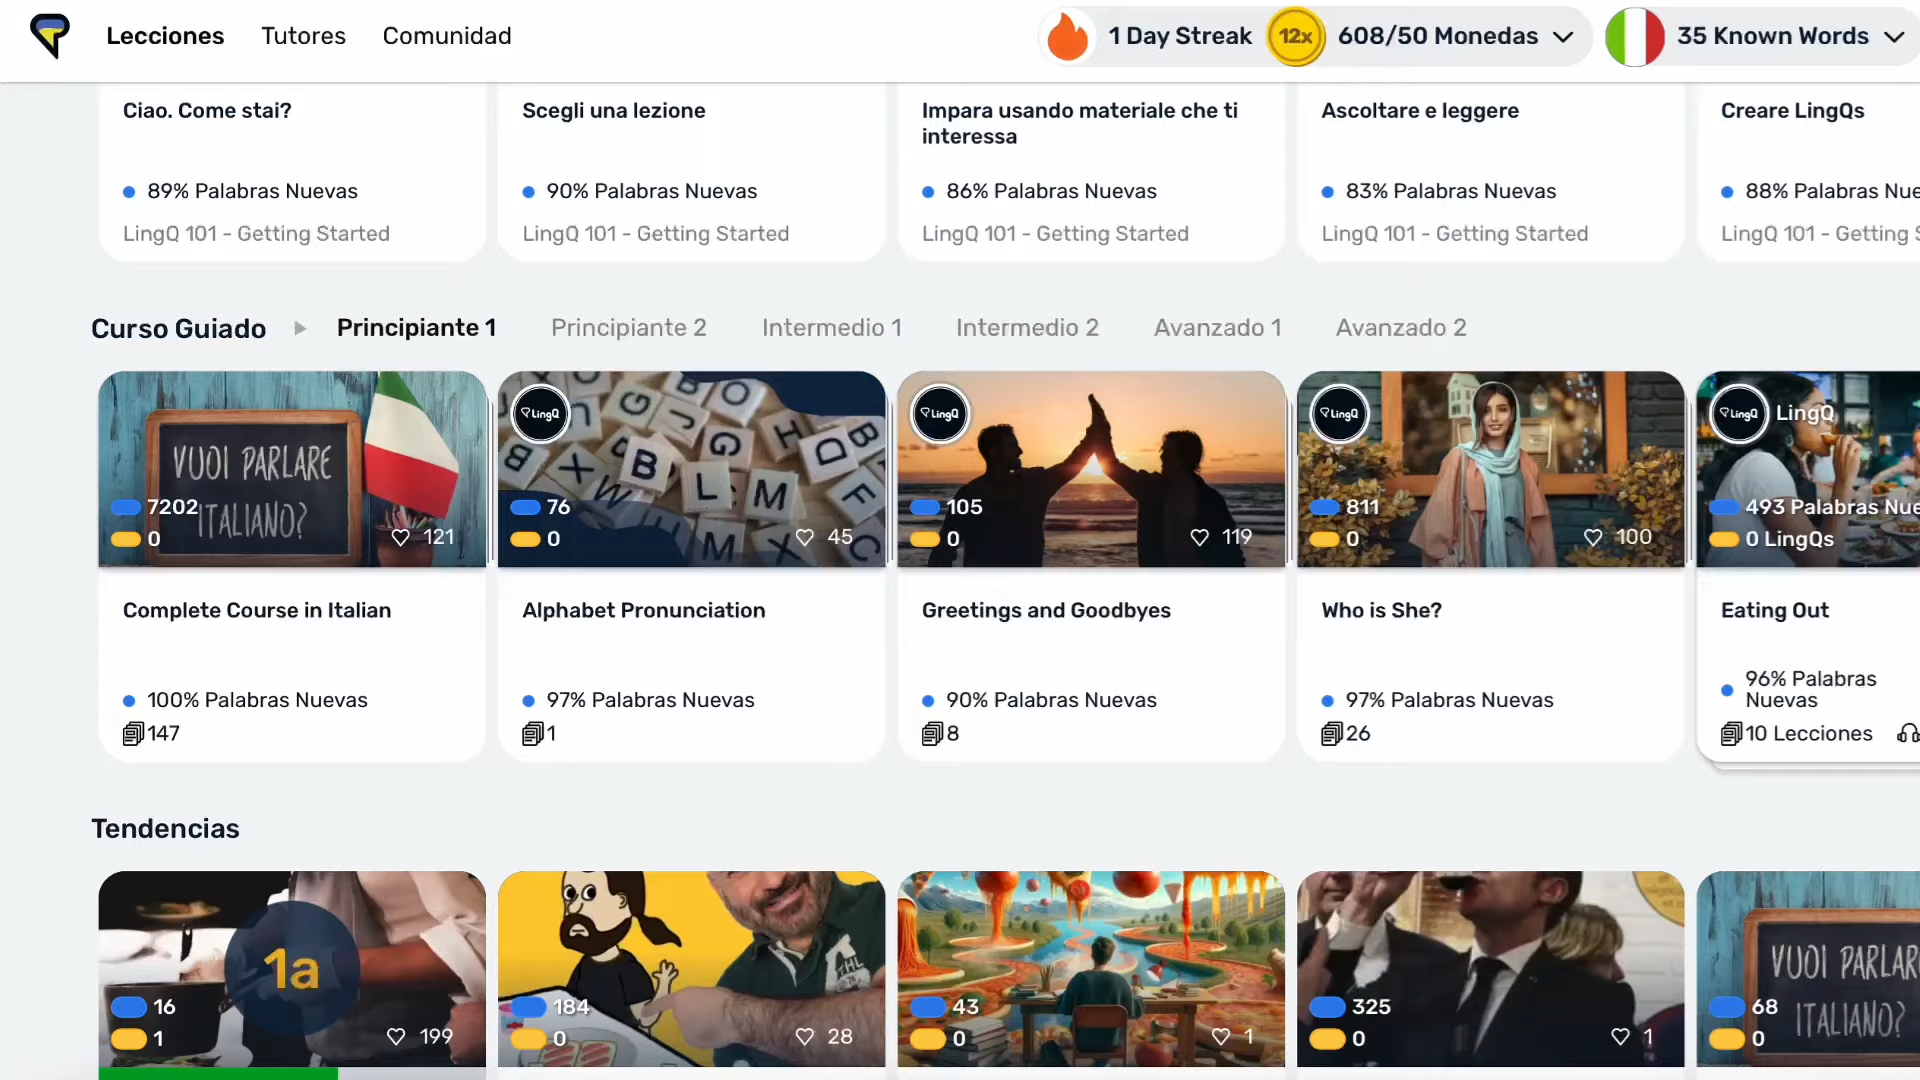 Lecciones Tutores Comunidad 1 Day Streak 12x 608/50 Monedas 35 Known Words
Ciao. Come stai?
89% Palabras Nuevas
LingQ 101 - Getting Started
Scegli una lezione
90% Palabras Nuevas
LingQ 101 - Getting Started
Impara usando materiale che ti
interessa
86% Palabras Nuevas
LingQ 101 - Getting Started
Ascoltare e leggere
83% Palabras Nuevas
LingQ 101 - Getting Started
Creare LingQs
88% Palabras Nue
LingQ 101 - Getting
Curso Guiado Principiante 1 Principiante 2 Intermedio 1 Intermedio 2 Avanzado 1 Avanzado 2
VUOI PARLARE
ITALIANO?
7202
0
121
Complete Course in Italian
100% Palabras Nuevas
147
LingQ
76
0
45
Alphabet Pronunciation
97% Palabras Nuevas
1
LingQ
105
0
119
Greetings and Goodbyes
90% Palabras Nuevas
8
LingQ
811
0
100
Who is She?
97% Palabras Nuevas
26
LingQ LingQ
493 Palabras Nue
0 LingQs
Eating Out
96% Palabras
Nuevas
10 Lecciones
Tendencias
1a
16
1
199
184
0
28
43
0
1
325
0
1
VUOI PARLAR
ITALIANO?
68
0